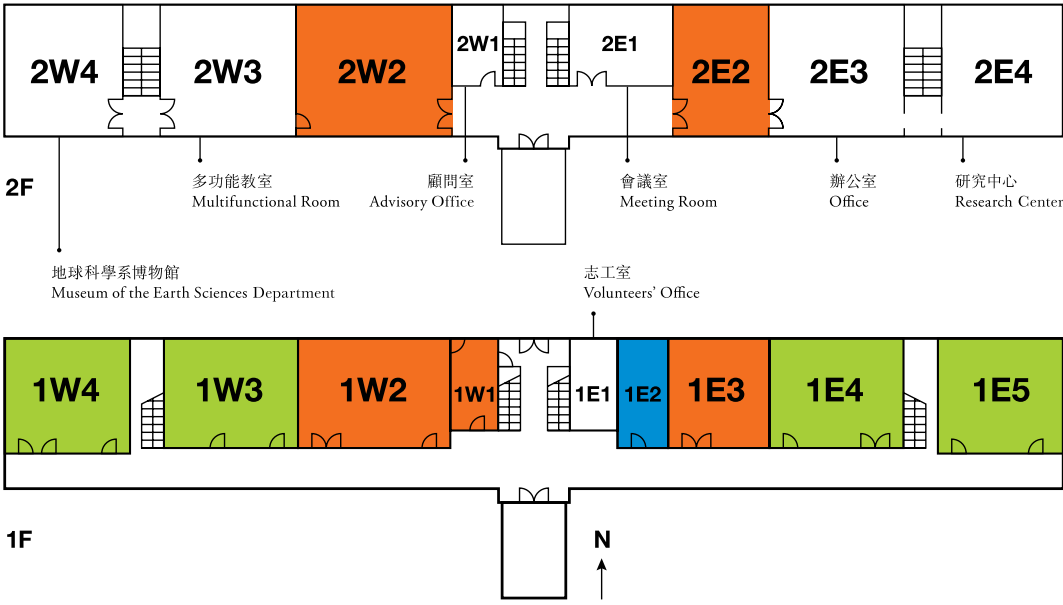 2W4
2W3
2W2
2W1
2E1
2E2
2E3
2E4
2F
多功能教室
Multifunctional Room
顧問室
Advisory Office
會議室
Meeting Room
辦公室
Office
研究中心
Research Center
地球科學系博物館
Museum of the Earth Sciences Department
志工室
Volunteers’ Office
1W4
1W3
1W2
1W1
1E1
1E2
1E3
1E4
1E5
1F
N